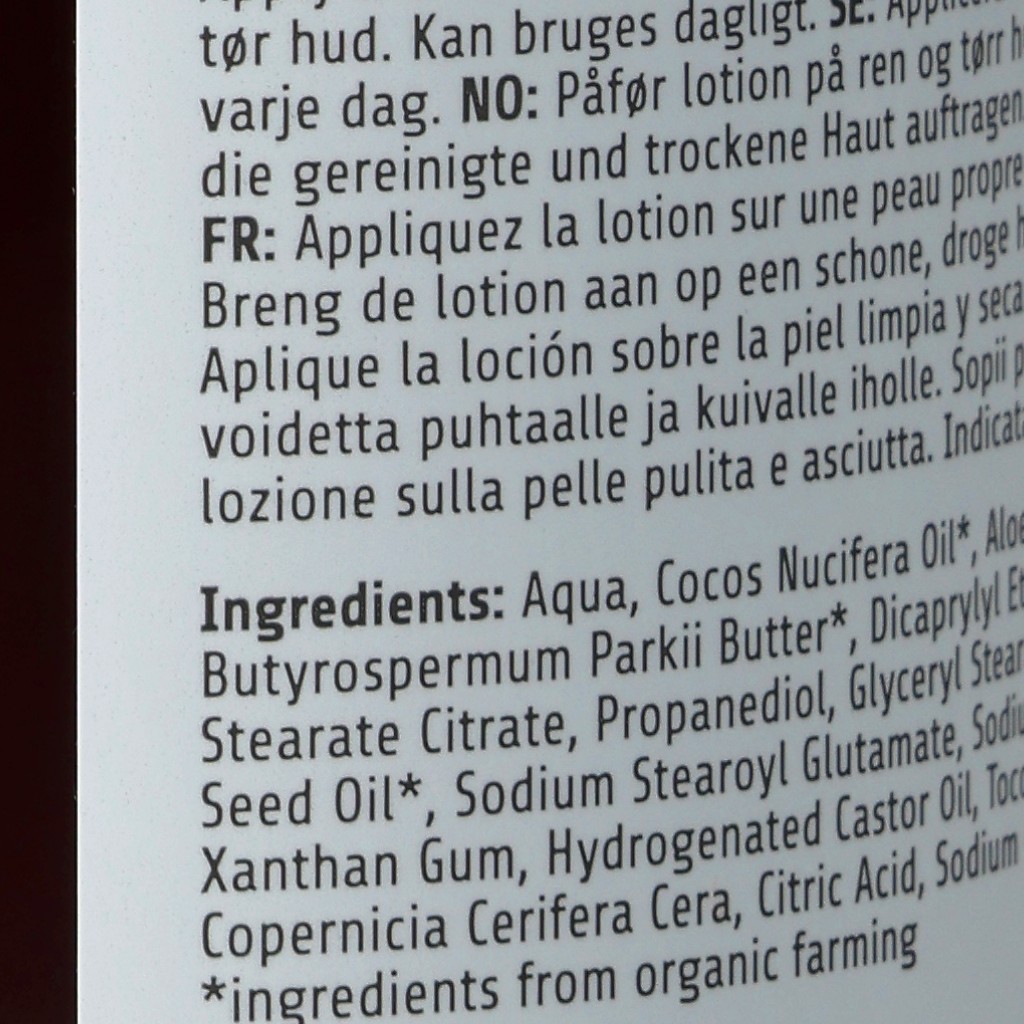 tør hud. Kan bruges dagligt. SE:
varje dag. NO: Påfør lotion på ren og tørr
die gereinigte und trockene Haut auftragen
FR: Appliquez la lotion sur une peau propre
Breng de lotion aan op een schone, droge
Aplique la loción sobre la piel limpia y seca
voidetta puhtaalle ja kuivalle iholle. Sopii
lozione sulla pelle pulita e asciutta.
Ingredients: Aqua, Cocos Nucifera Oil*,
Butyrospermum Parkii Butter*, Dicaprylyl
Stearate Citrate, Propanediol, Glyceryl
Seed Oil*, Sodium Stearoyl Glutamate,
Xanthan Gum, Hydrogenated Castor Oil,
Copernicia Cerifera Cera, Citric Acid, Sodium
*ingredients from organic farming